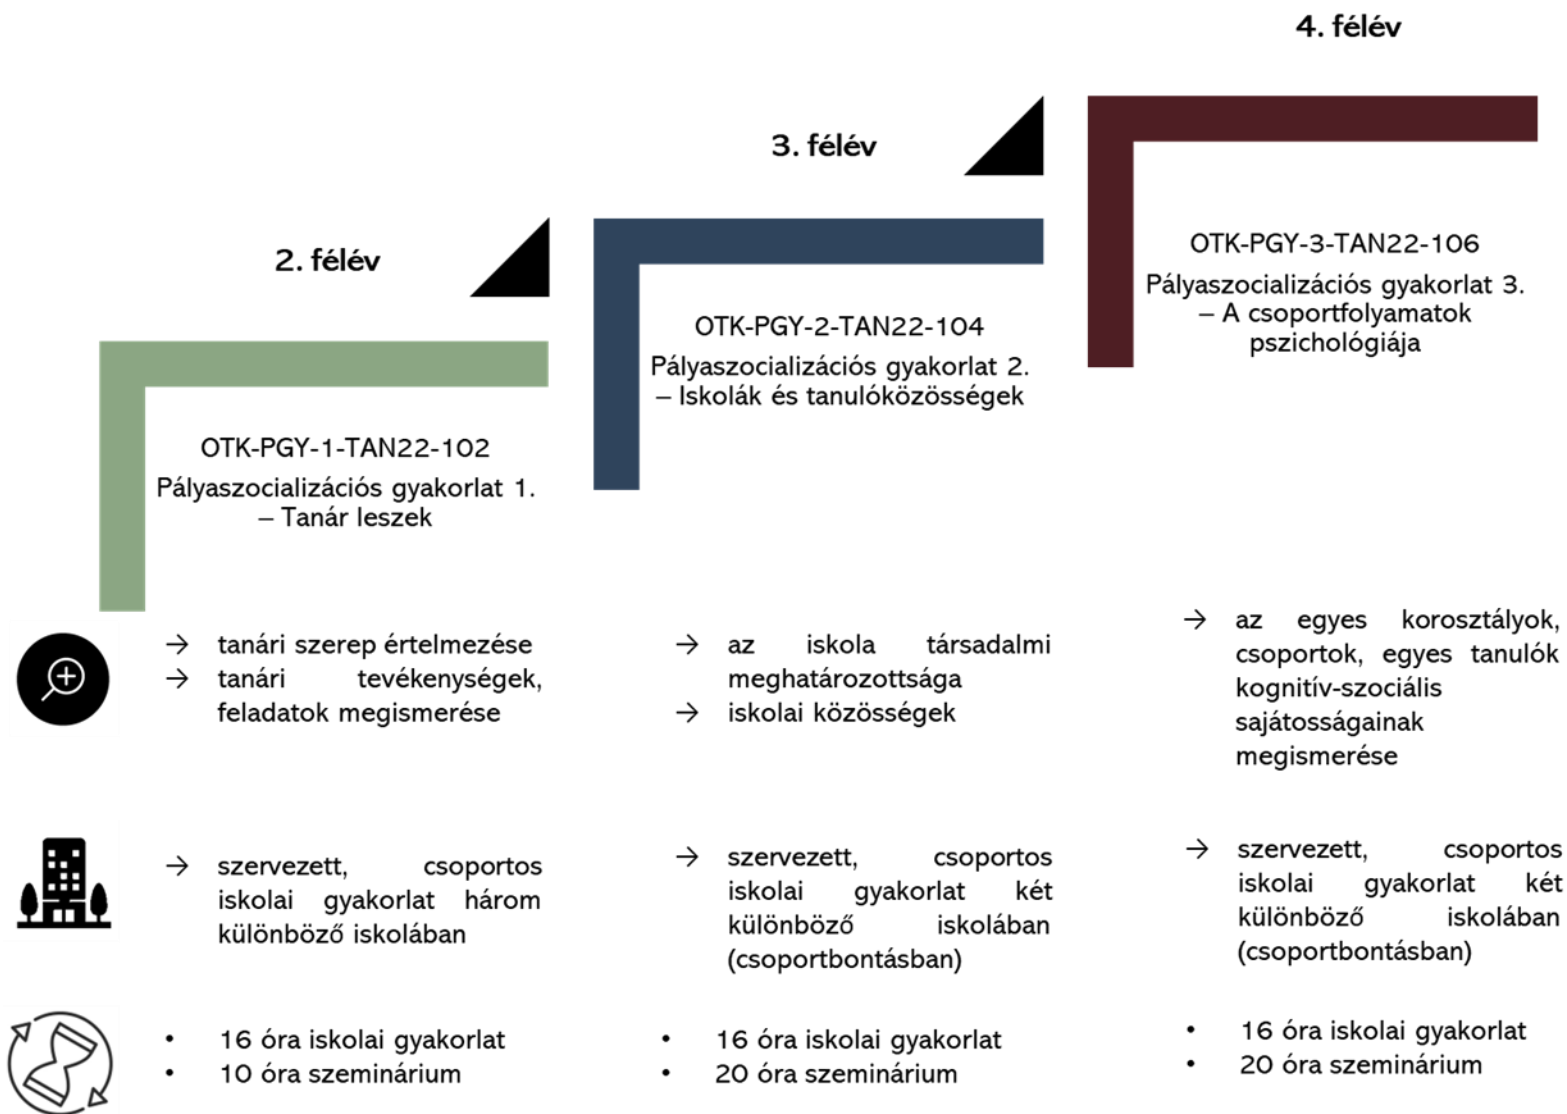 2. félév
OTK-PGY-1-TAN22-102
Pályaszocializációs gyakorlat 1.
– Tanár leszek
→ tanári szerep értelmezése
→ tanári tevékenységek,
feladatok megismerése
→ szervezett, csoportos
iskolai gyakorlat három
különböző iskolában
• 16 óra iskolai gyakorlat
• 10 óra szeminárium
3. félév
OTK-PGY-2-TAN22-104
Pályaszocializációs gyakorlat 2.
– Iskolák és tanulóközösségek
→ az iskola társadalmi
meghatározottsága
→ iskolai közösségek
→ szervezett, csoportos
iskolai gyakorlat két
különböző iskolában
(csoportbontásban)
• 16 óra iskolai gyakorlat
• 20 óra szeminárium
4. félév
OTK-PGY-3-TAN22-106
Pályaszocializációs gyakorlat 3.
– A csoportfolyamatok
pszichológiája
→ az egyes korosztályok,
csoportok, egyes tanulók
kognitív-szociális
sajátosságainak
megismerése
→ szervezett, csoportos
iskolai gyakorlat két
különböző iskolában
(csoportbontásban)
• 16 óra iskolai gyakorlat
• 20 óra szeminárium